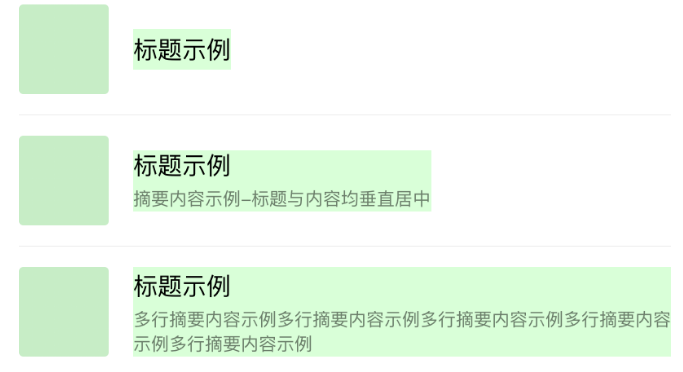 标题示例
标题示例
摘要内容示例–标题与内容均垂直居中
标题示例
多行摘要内容示例多行摘要内容示例多行摘要内容示例多行摘要内容
示例多行摘要内容示例